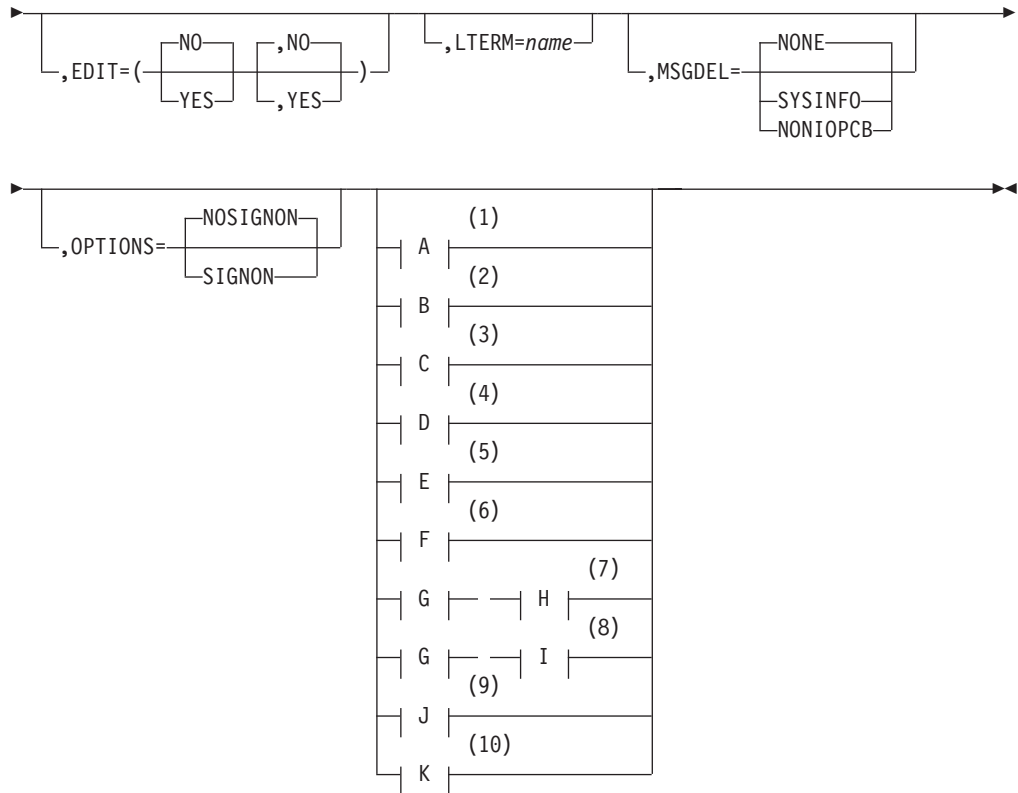 NO ,NO NONE
,EDIT=( YES ,YES ) ,LTERM=name ,MSGDEL= SYSINFO
NONIOPCB
NOSIGNON
,OPTIONS= SIGNON
(1)
A
(2)
B
(3)
C
(4)
D
(5)
E
(6)
F
(7)
G H
(8)
G I
(9)
J
(10)
K